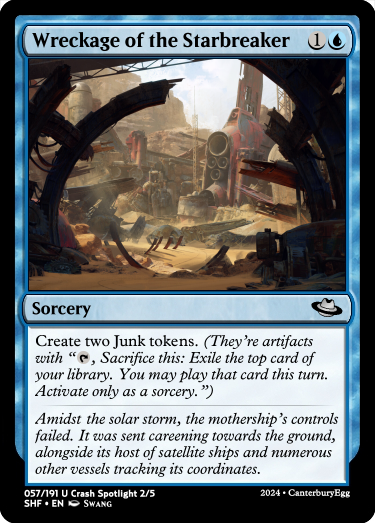 Wreckage of the Starbreaker 1
Sorcery
Create two Junk tokens. (They're artifacts
with “, Sacrifice this: Exile the top card of
your library. You may play that card this turn.
Activate only as a sorcery.”)
Amidst the solar storm, the mothership's controls
failed. It was sent careening towards the ground,
alongside its host of satellite ships and numerous
other vessels tracking its coordinates.
057/191 U Crash Spotlight 2/5
SHF • EN Swang
2024 • CanterburyEgg